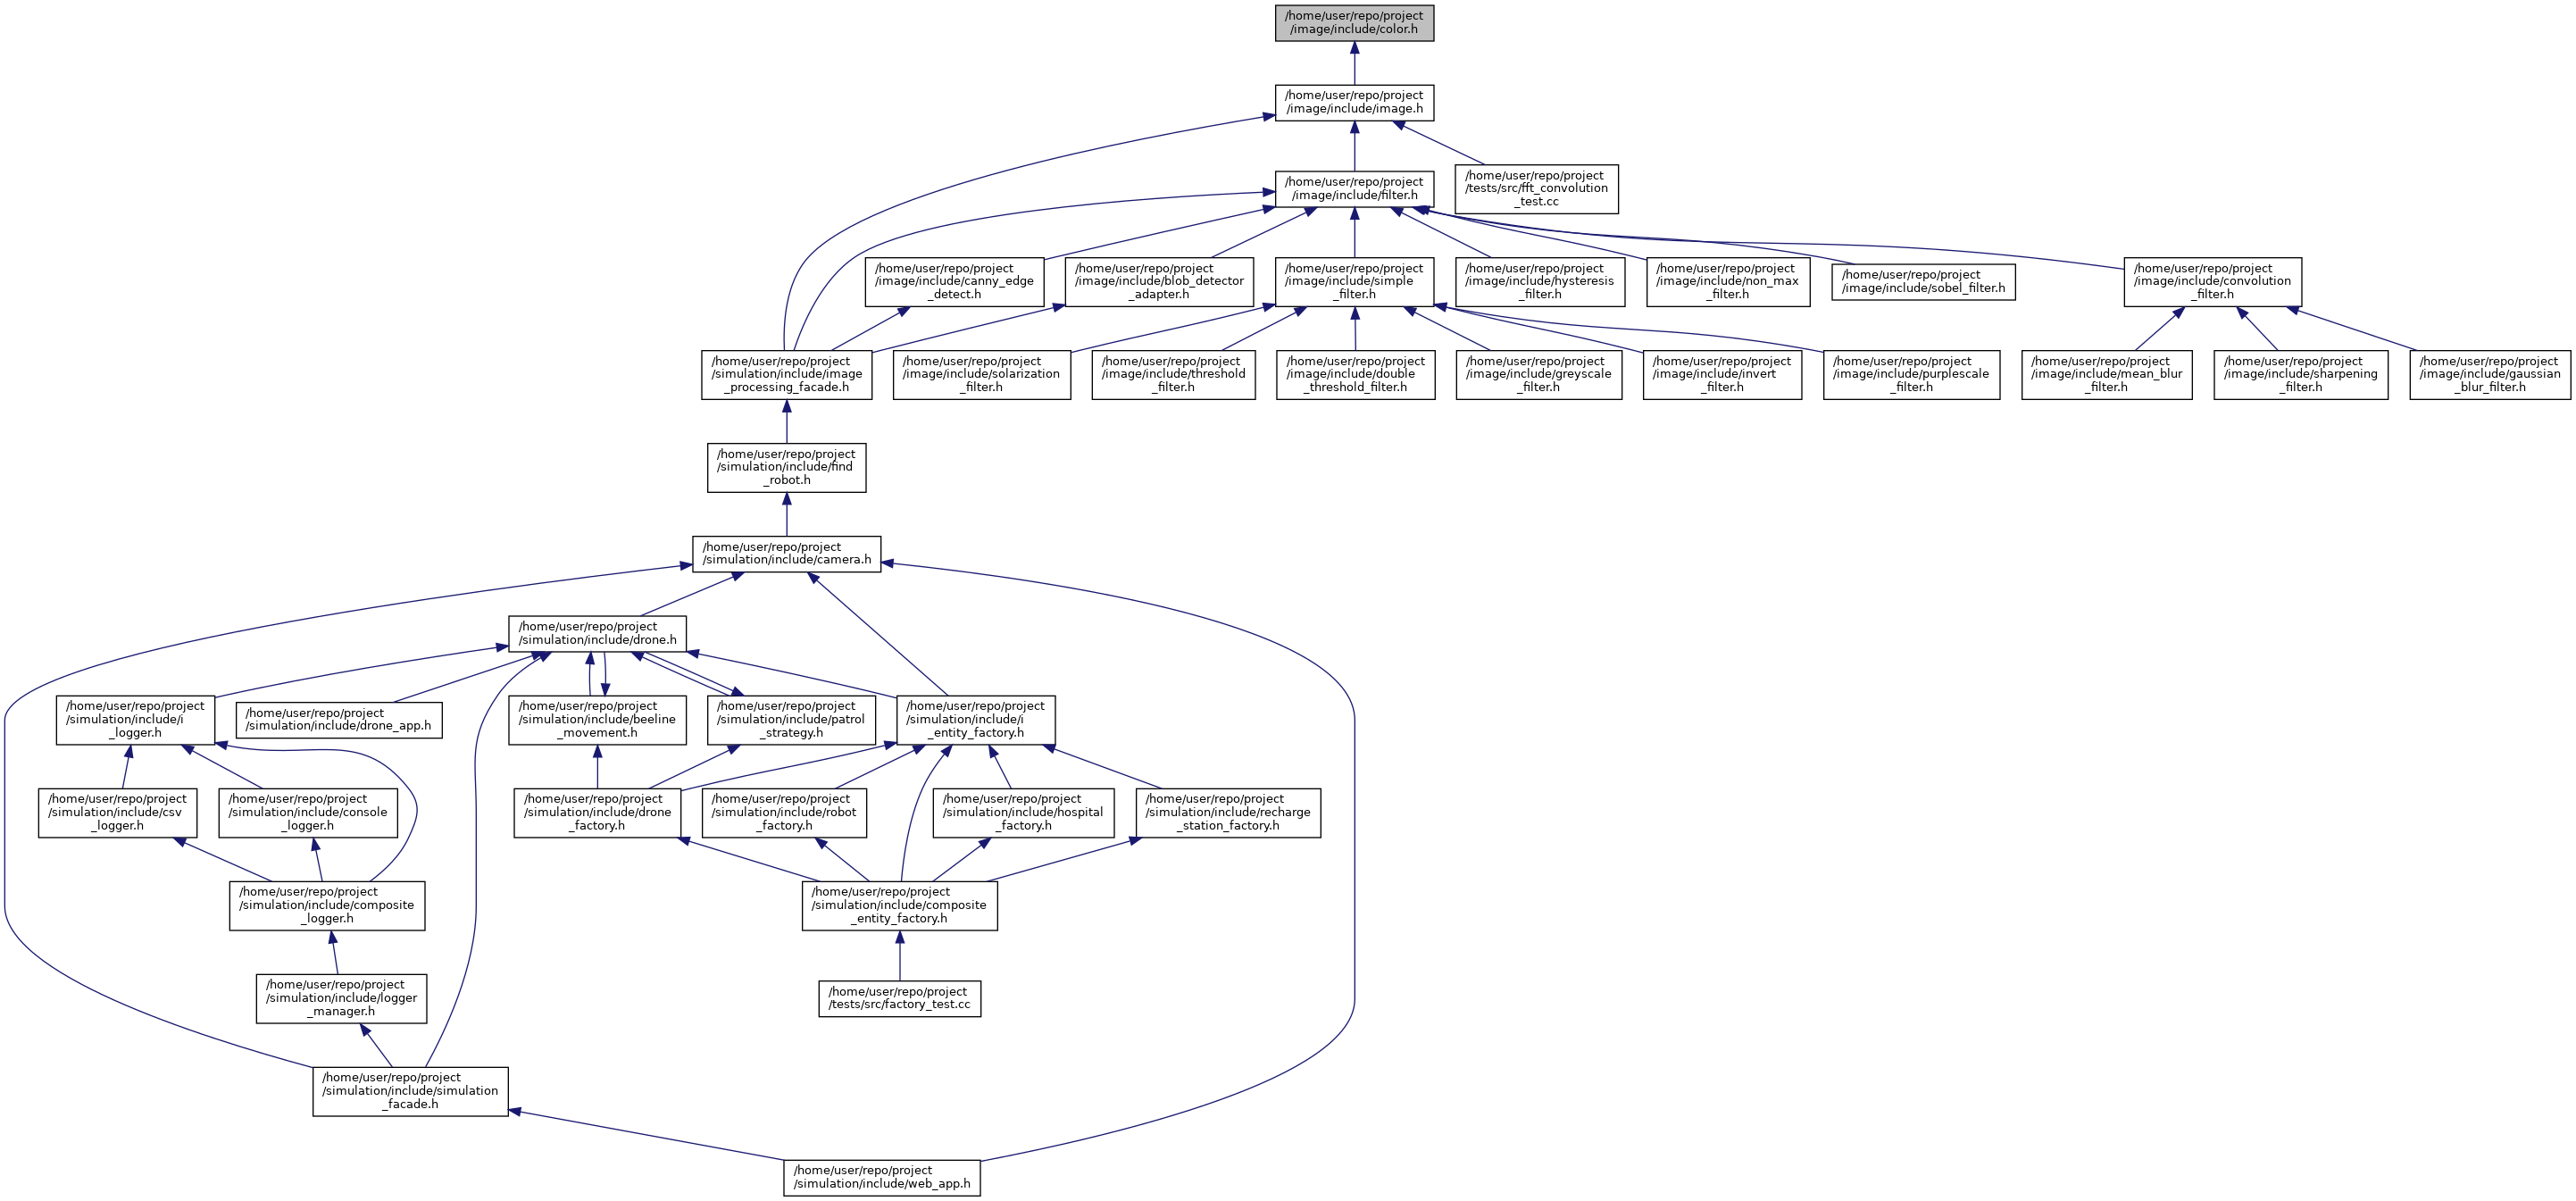 /home/user/repo/project
/image/include/color.h
/home/user/repo/project
/image/include/image.h
/home/user/repo/project
/tests/src/fft_convolution
_test.cc
/home/user/repo/project
/image/include/filter.h
/home/user/repo/project
/image/include/canny_edge
_detect.h
/home/user/repo/project
/image/include/blob_detector
_adapter.h
/home/user/repo/project
/image/include/simple
_filter.h
/home/user/repo/project
/image/include/hysteresis
_filter.h
/home/user/repo/project
/image/include/non_max
_filter.h
/home/user/repo/project
/image/include/sobel_filter.h
/home/user/repo/project
/image/include/convolution
_filter.h
/home/user/repo/project
/simulation/include/image
_processing_facade.h
/home/user/repo/project
/image/include/solarization
_filter.h
/home/user/repo/project
/image/include/threshold
_filter.h
/home/user/repo/project
/image/include/double
_threshold_filter.h
/home/user/repo/project
/image/include/greyscale
_filter.h
/home/user/repo/project
/image/include/invert
_filter.h
/home/user/repo/project
/image/include/purplescale
_filter.h
/home/user/repo/project
/image/include/mean_blur
_filter.h
/home/user/repo/project
/image/include/sharpening
_filter.h
/home/user/repo/project
/image/include/gaussian
_blur_filter.h
/home/user/repo/project
/simulation/include/find
_robot.h
/home/user/repo/project
/simulation/include/camera.h
/home/user/repo/project
/simulation/include/drone.h
/home/user/repo/project
/simulation/include/i
_logger.h
/home/user/repo/project
/simulation/include/drone_app.h
/home/user/repo/project
/simulation/include/beeline
_movement.h
/home/user/repo/project
/simulation/include/patrol
_strategy.h
/home/user/repo/project
/simulation/include/i
_entity_factory.h
/home/user/repo/project
/simulation/include/csv
_logger.h
/home/user/repo/project
/simulation/include/console
_logger.h
/home/user/repo/project
/simulation/include/drone
_factory.h
/home/user/repo/project
/simulation/include/robot
_factory.h
/home/user/repo/project
/simulation/include/hospital
_factory.h
/home/user/repo/project
/simulation/include/recharge
_station_factory.h
/home/user/repo/project
/simulation/include/composite
_logger.h
/home/user/repo/project
/simulation/include/composite
_entity_factory.h
/home/user/repo/project
/simulation/include/logger
_manager.h
/home/user/repo/project
/tests/src/factory_test.cc
/home/user/repo/project
/simulation/include/simulation
_facade.h
/home/user/repo/project
/simulation/include/web_app.h